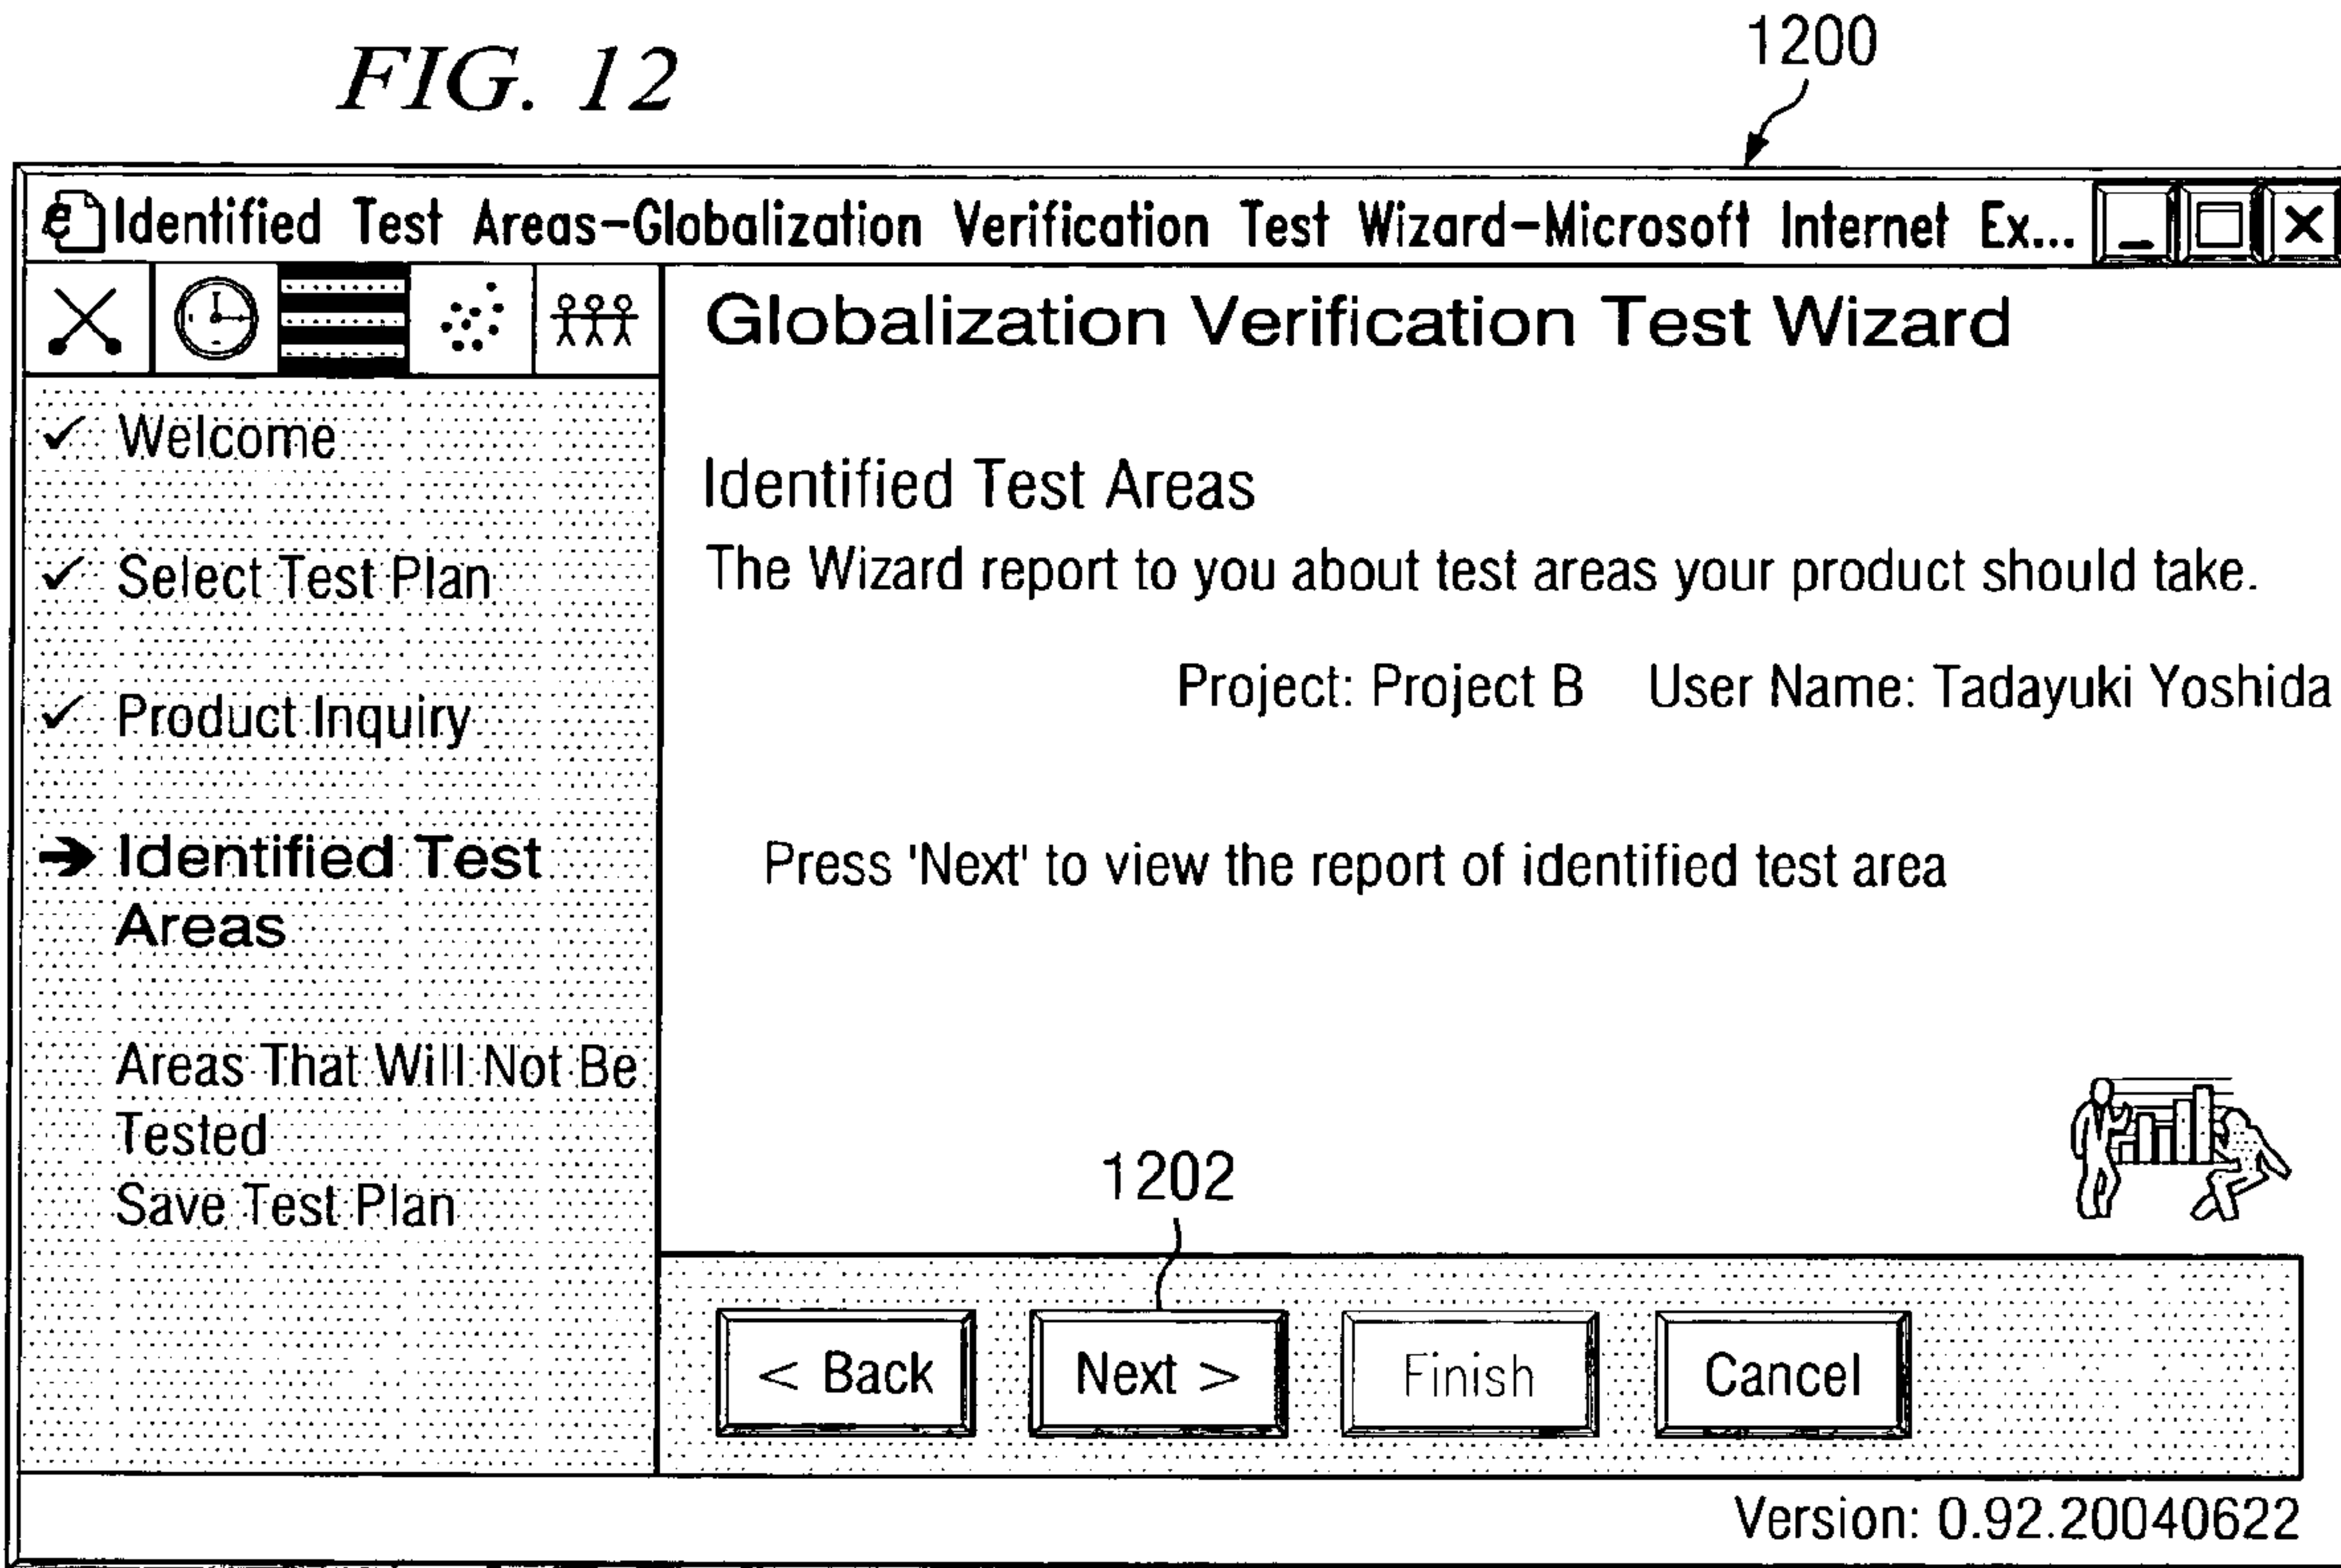 FIG. 12
1200
Identified Test Areas-Globalization Verification Test Wizard-Microsoft Internet Ex...
Globalization Verification Test Wizard
✓ Welcome
✓ Select Test Plan
✓ Product Inquiry
➔ Identified Test
Areas
Areas That Will Not Be
Tested
Save Test Plan
Identified Test Areas
The Wizard report to you about test areas your product should take.
Project: Project B User Name: Tadayuki Yoshida
Press 'Next' to view the report of identified test area
1202
< Back Next > Finish Cancel
Version: 0.92.20040622